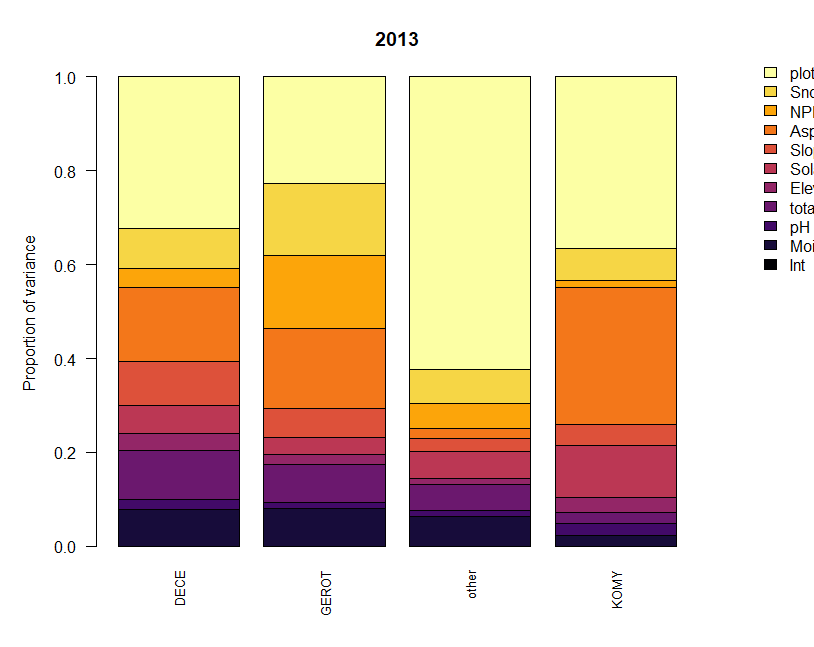 2013
Proportion of variance
1.0
0.8
0.6
0.4
0.2
0.0
DECE
GEROT
other
KOMY
plot
Sno
NPI
Asp
Slo
Sol
Elev
tota
pH
Moi
Int